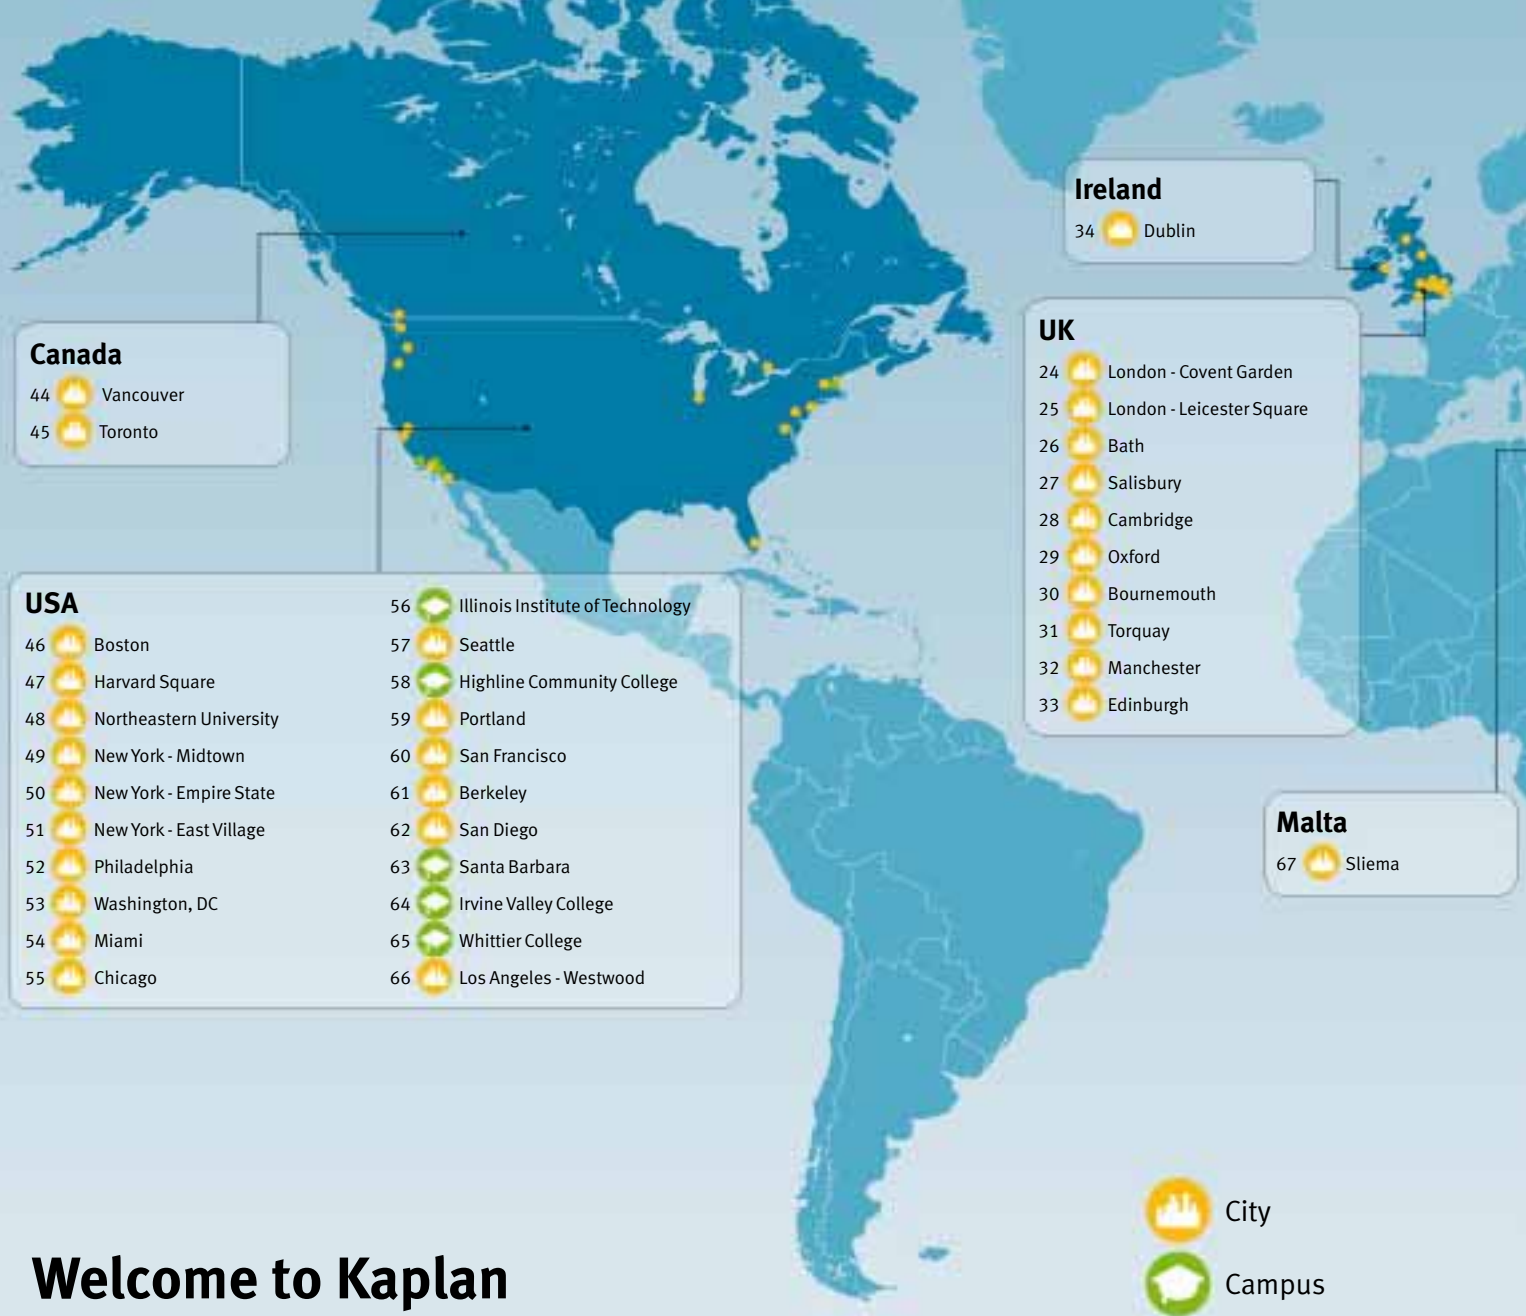 Ireland
34 Dublin
Canada
44 Vancouver
45 Toronto
UK
24 London - Covent Garden
25 London - Leicester Square
26 Bath
27 Salisbury
28 Cambridge
29 Oxford
30 Bournemouth
31 Torquay
32 Manchester
33 Edinburgh
USA
46 Boston
47 Harvard Square
48 Northeastern University
49 New York - Midtown
50 New York - Empire State
51 New York - East Village
52 Philadelphia
53 Washington, DC
54 Miami
55 Chicago
56 Illinois Institute of Technology
57 Seattle
58 Highline Community College
59 Portland
60 San Francisco
61 Berkeley
62 San Diego
63 Santa Barbara
64 Irvine Valley College
65 Whittier College
66 Los Angeles - Westwood
Malta
67 Sliema
City
Campus
Welcome to Kaplan